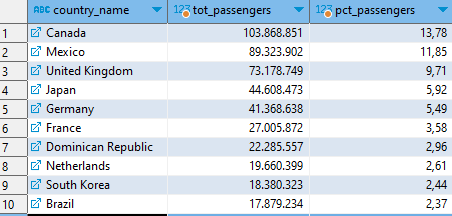 ABC country_name 123 tot_passengers 123 pct_passengers
1 Canada 103.868.851 13,78
2 Mexico 89.323.902 11,85
3 United Kingdom 73.178.749 9,71
4 Japan 44.608.473 5,92
5 Germany 41.368.638 5,49
6 France 27.005.872 3,58
7 Dominican Republic 22.285.557 2,96
8 Netherlands 19.660.399 2,61
9 South Korea 18.380.323 2,44
10 Brazil 17.879.234 2,37